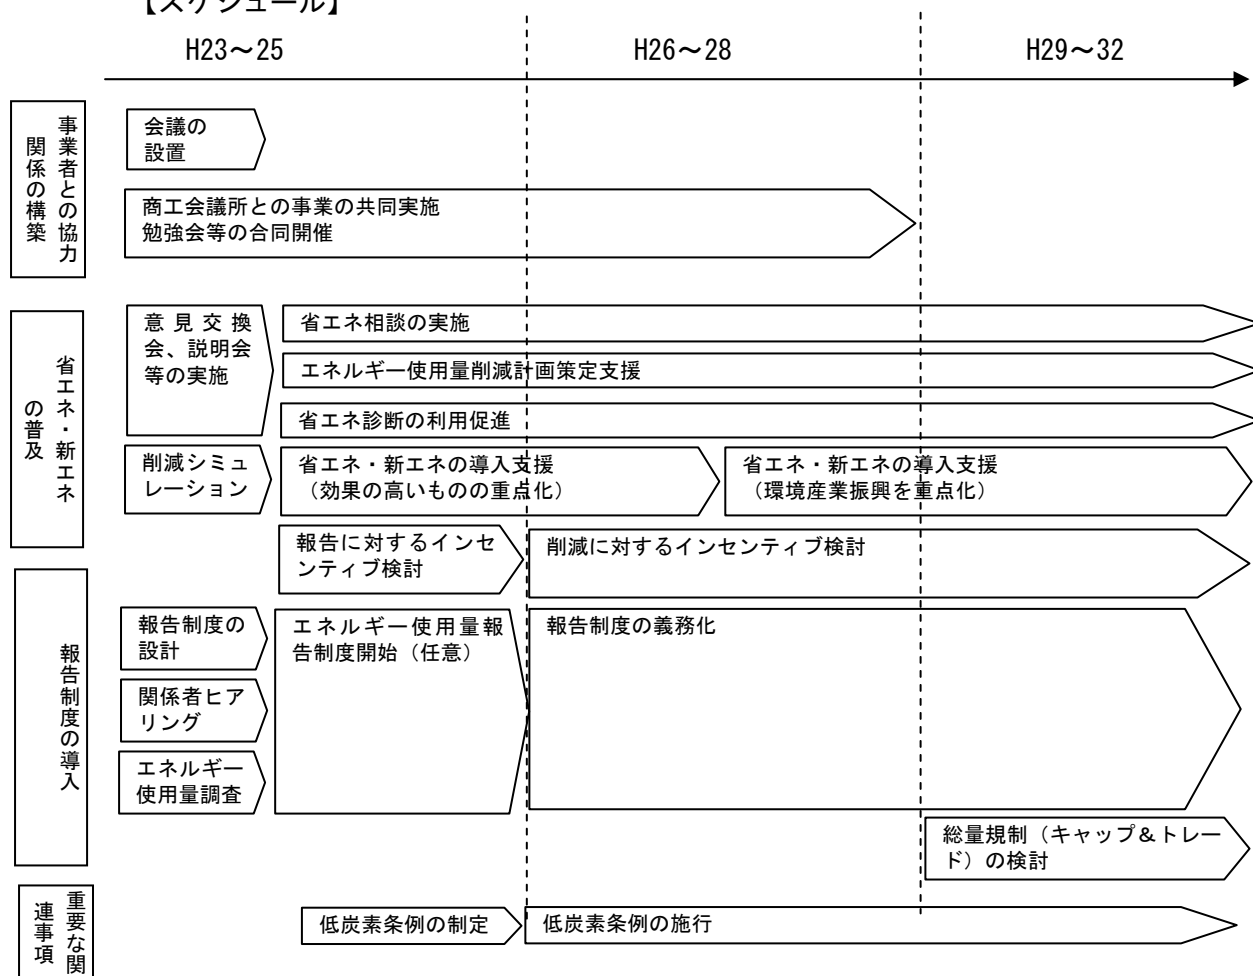 【スケジュール】
H23～25
H26～28
H29～32
事業者との協力
関係の構築
会議の
設置
商工会議所との事業の共同実施
勉強会等の合同開催
省エネ・新エネ
の普及
意見交換
会、説明会
等の実施
省エネ相談の実施
エネルギー使用量削減計画策定支援
省エネ診断の利用促進
削減シミュ
レーション
省エネ・新エネの導入支援
（効果の高いものの重点化）
省エネ・新エネの導入支援
（環境産業振興を重点化）
報告に対するインセ
ンティブ検討
削減に対するインセンティブ検討
報告制度の導入
報告制度の
設計
関係者ヒア
リング
エネルギー
使用量調査
エネルギー使用量報
告制度開始（任意）
報告制度の義務化
総量規制（キャップ＆トレー
ド）の検討
重要な関
連事項
低炭素条例の制定
低炭素条例の施行